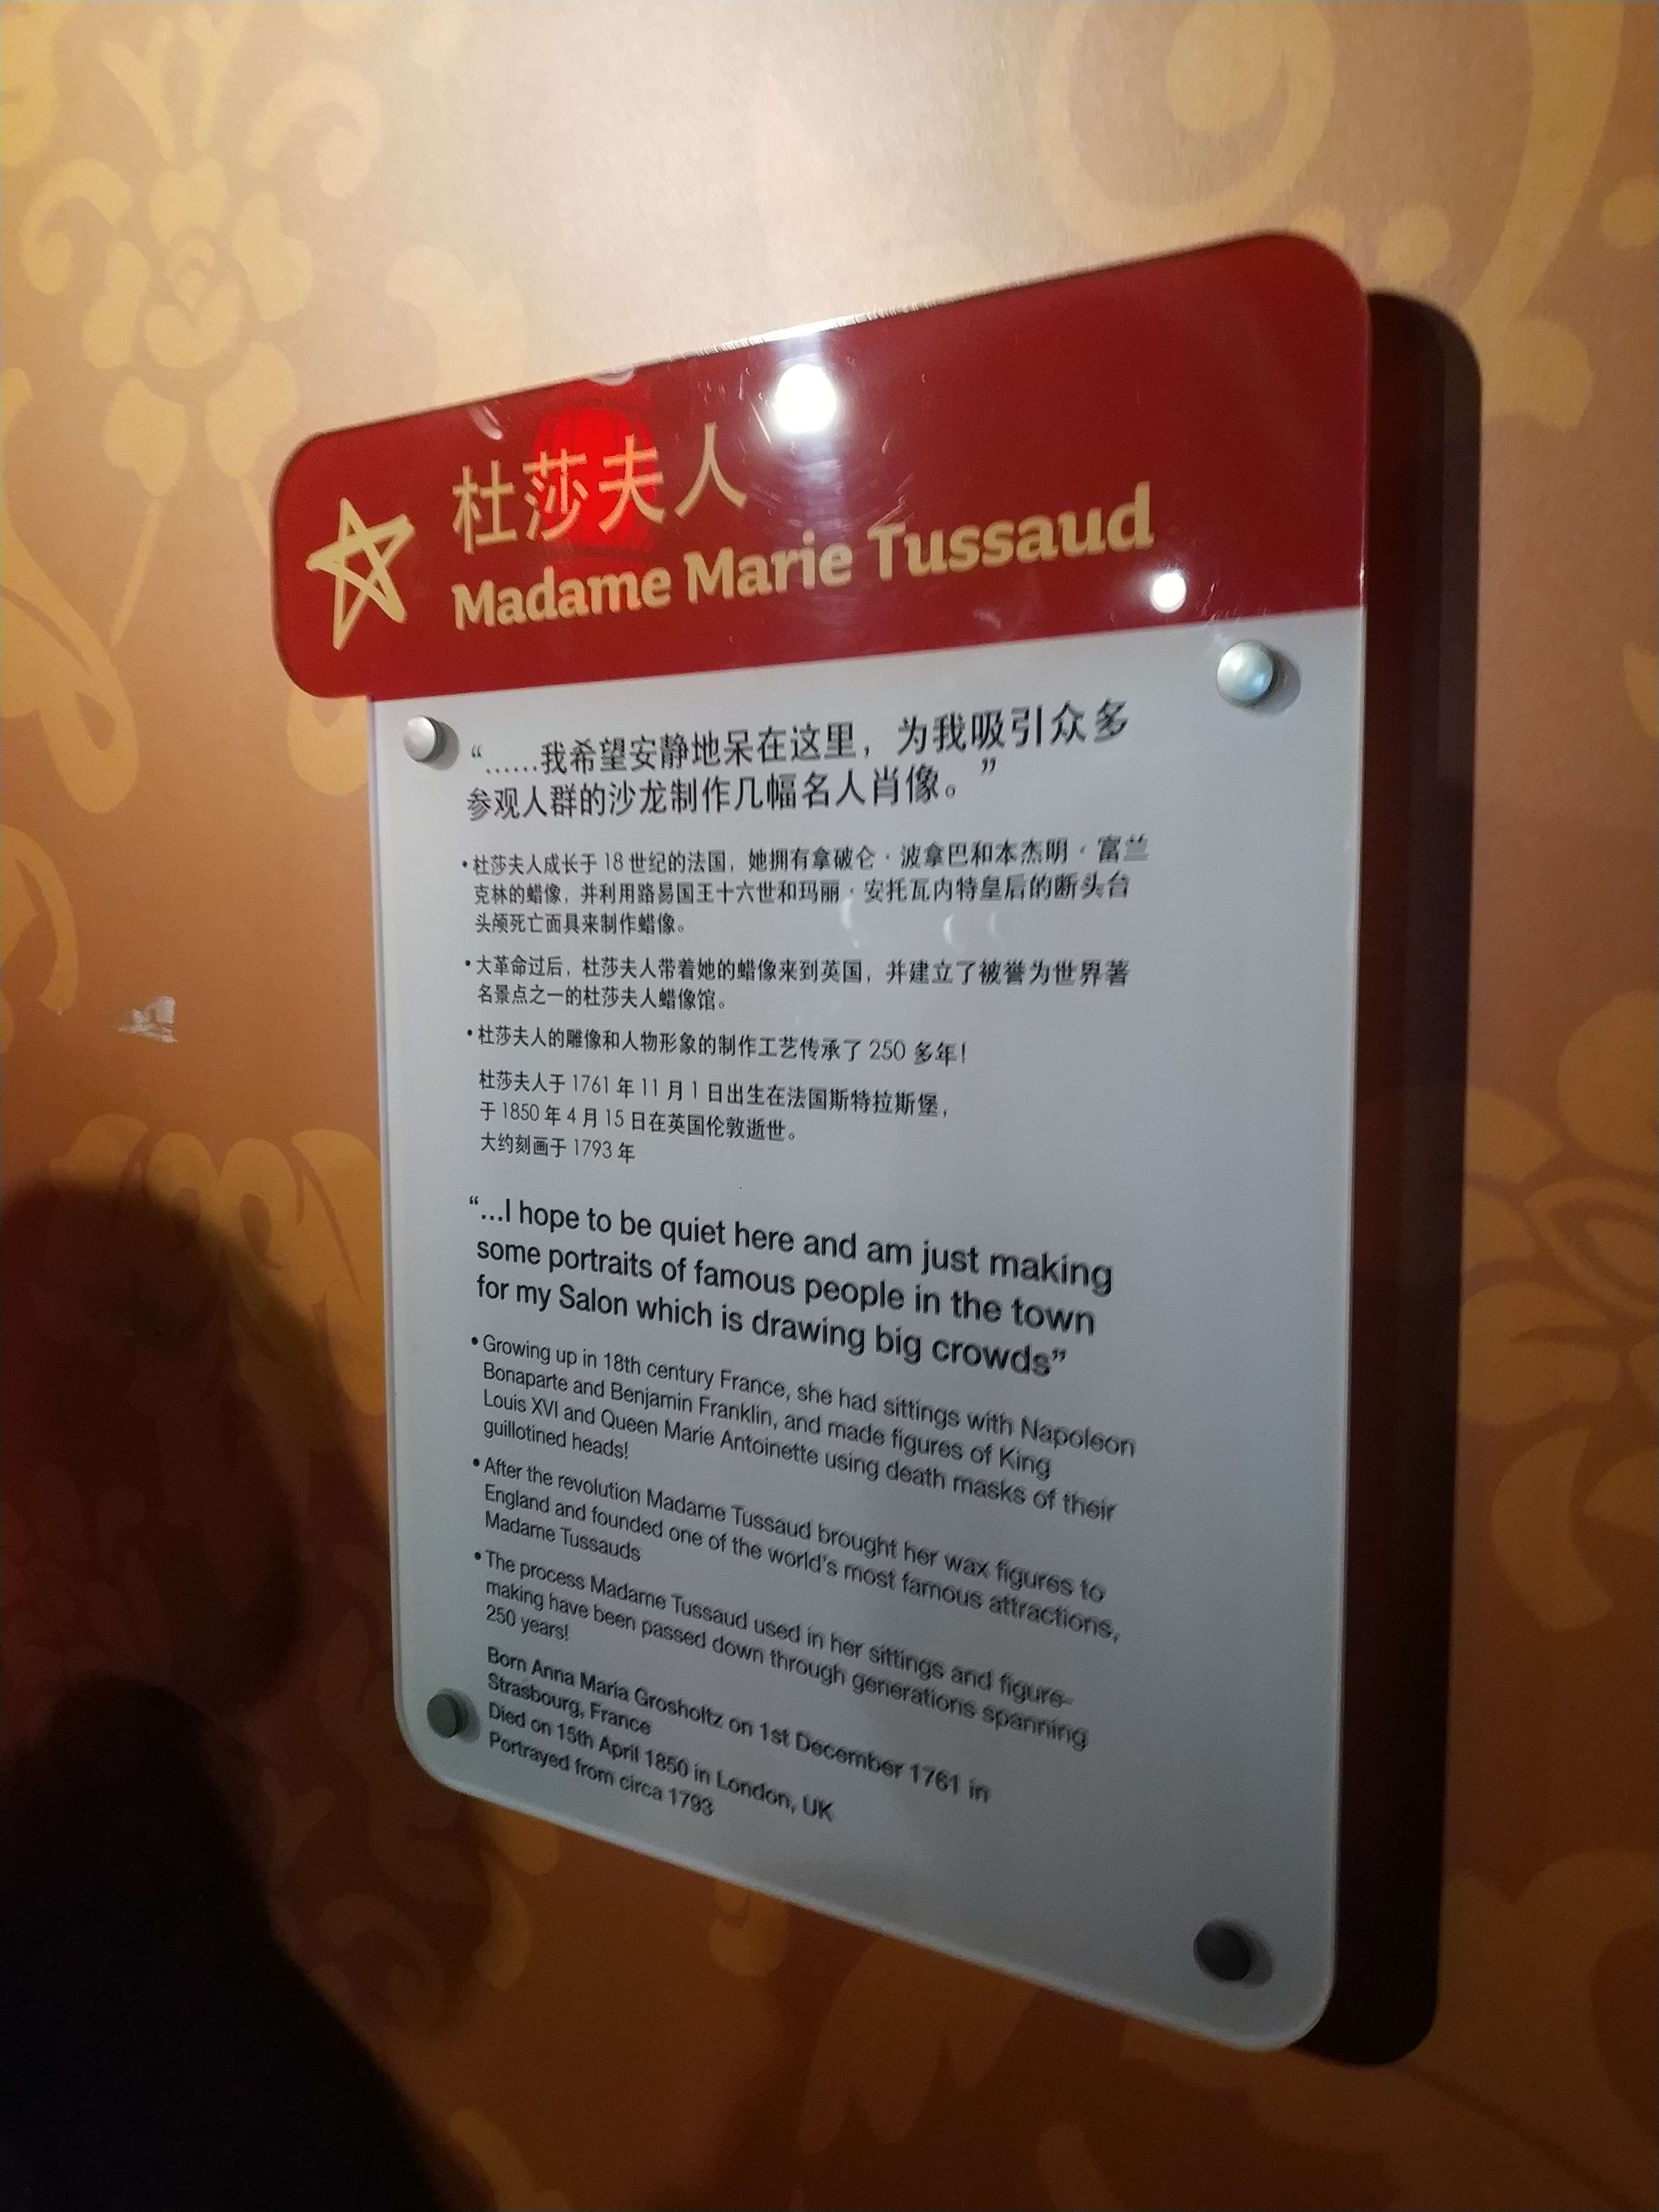 杜莎夫人
Madame Marie Tussaud
“......我希望安静地呆在这里，为我吸引众多
参观人群的沙龙制作几幅名人肖像。”
•杜莎夫人成长于 18 世纪的法国，她拥有拿破仑·波拿巴和本杰明·富兰
克林的蜡像，并利用路易国王十六世和玛丽·安托瓦内特皇后的断头台
头颅死亡面具来制作蜡像。
•大革命过后，杜莎夫人带着她的蜡像来到英国，并建立了被誉为世界著
名景点之一的杜莎夫人蜡像馆。
•杜莎夫人的雕像和人物形象的制作工艺传承了 250 多年！
杜莎夫人于 1761 年 11 月 1 日出生在法国斯特拉斯堡，
于 1850 年 4 月 15 日在英国伦敦逝世。
大约刻画于 1793 年
“...I hope to be quiet here and am just making
some portraits of famous people in the town
for my Salon which is drawing big crowds”
•Growing up in 18th century France, she had sittings with Napoleon
Bonaparte and Benjamin Franklin, and made figures of King
Louis XVI and Queen Marie Antoinette using death masks of their
guillotined heads!
•After the revolution Madame Tussaud brought her wax figures to
England and founded one of the world's most famous attractions,
Madame Tussauds
•The process Madame Tussaud used in her sittings and figure-
making have been passed down through generations spanning
250 years!
Born Anna Maria Grosholtz on 1st December 1761 in
Strasbourg, France
Died on 15th April 1850 in London, UK
Portrayed from circa 1793